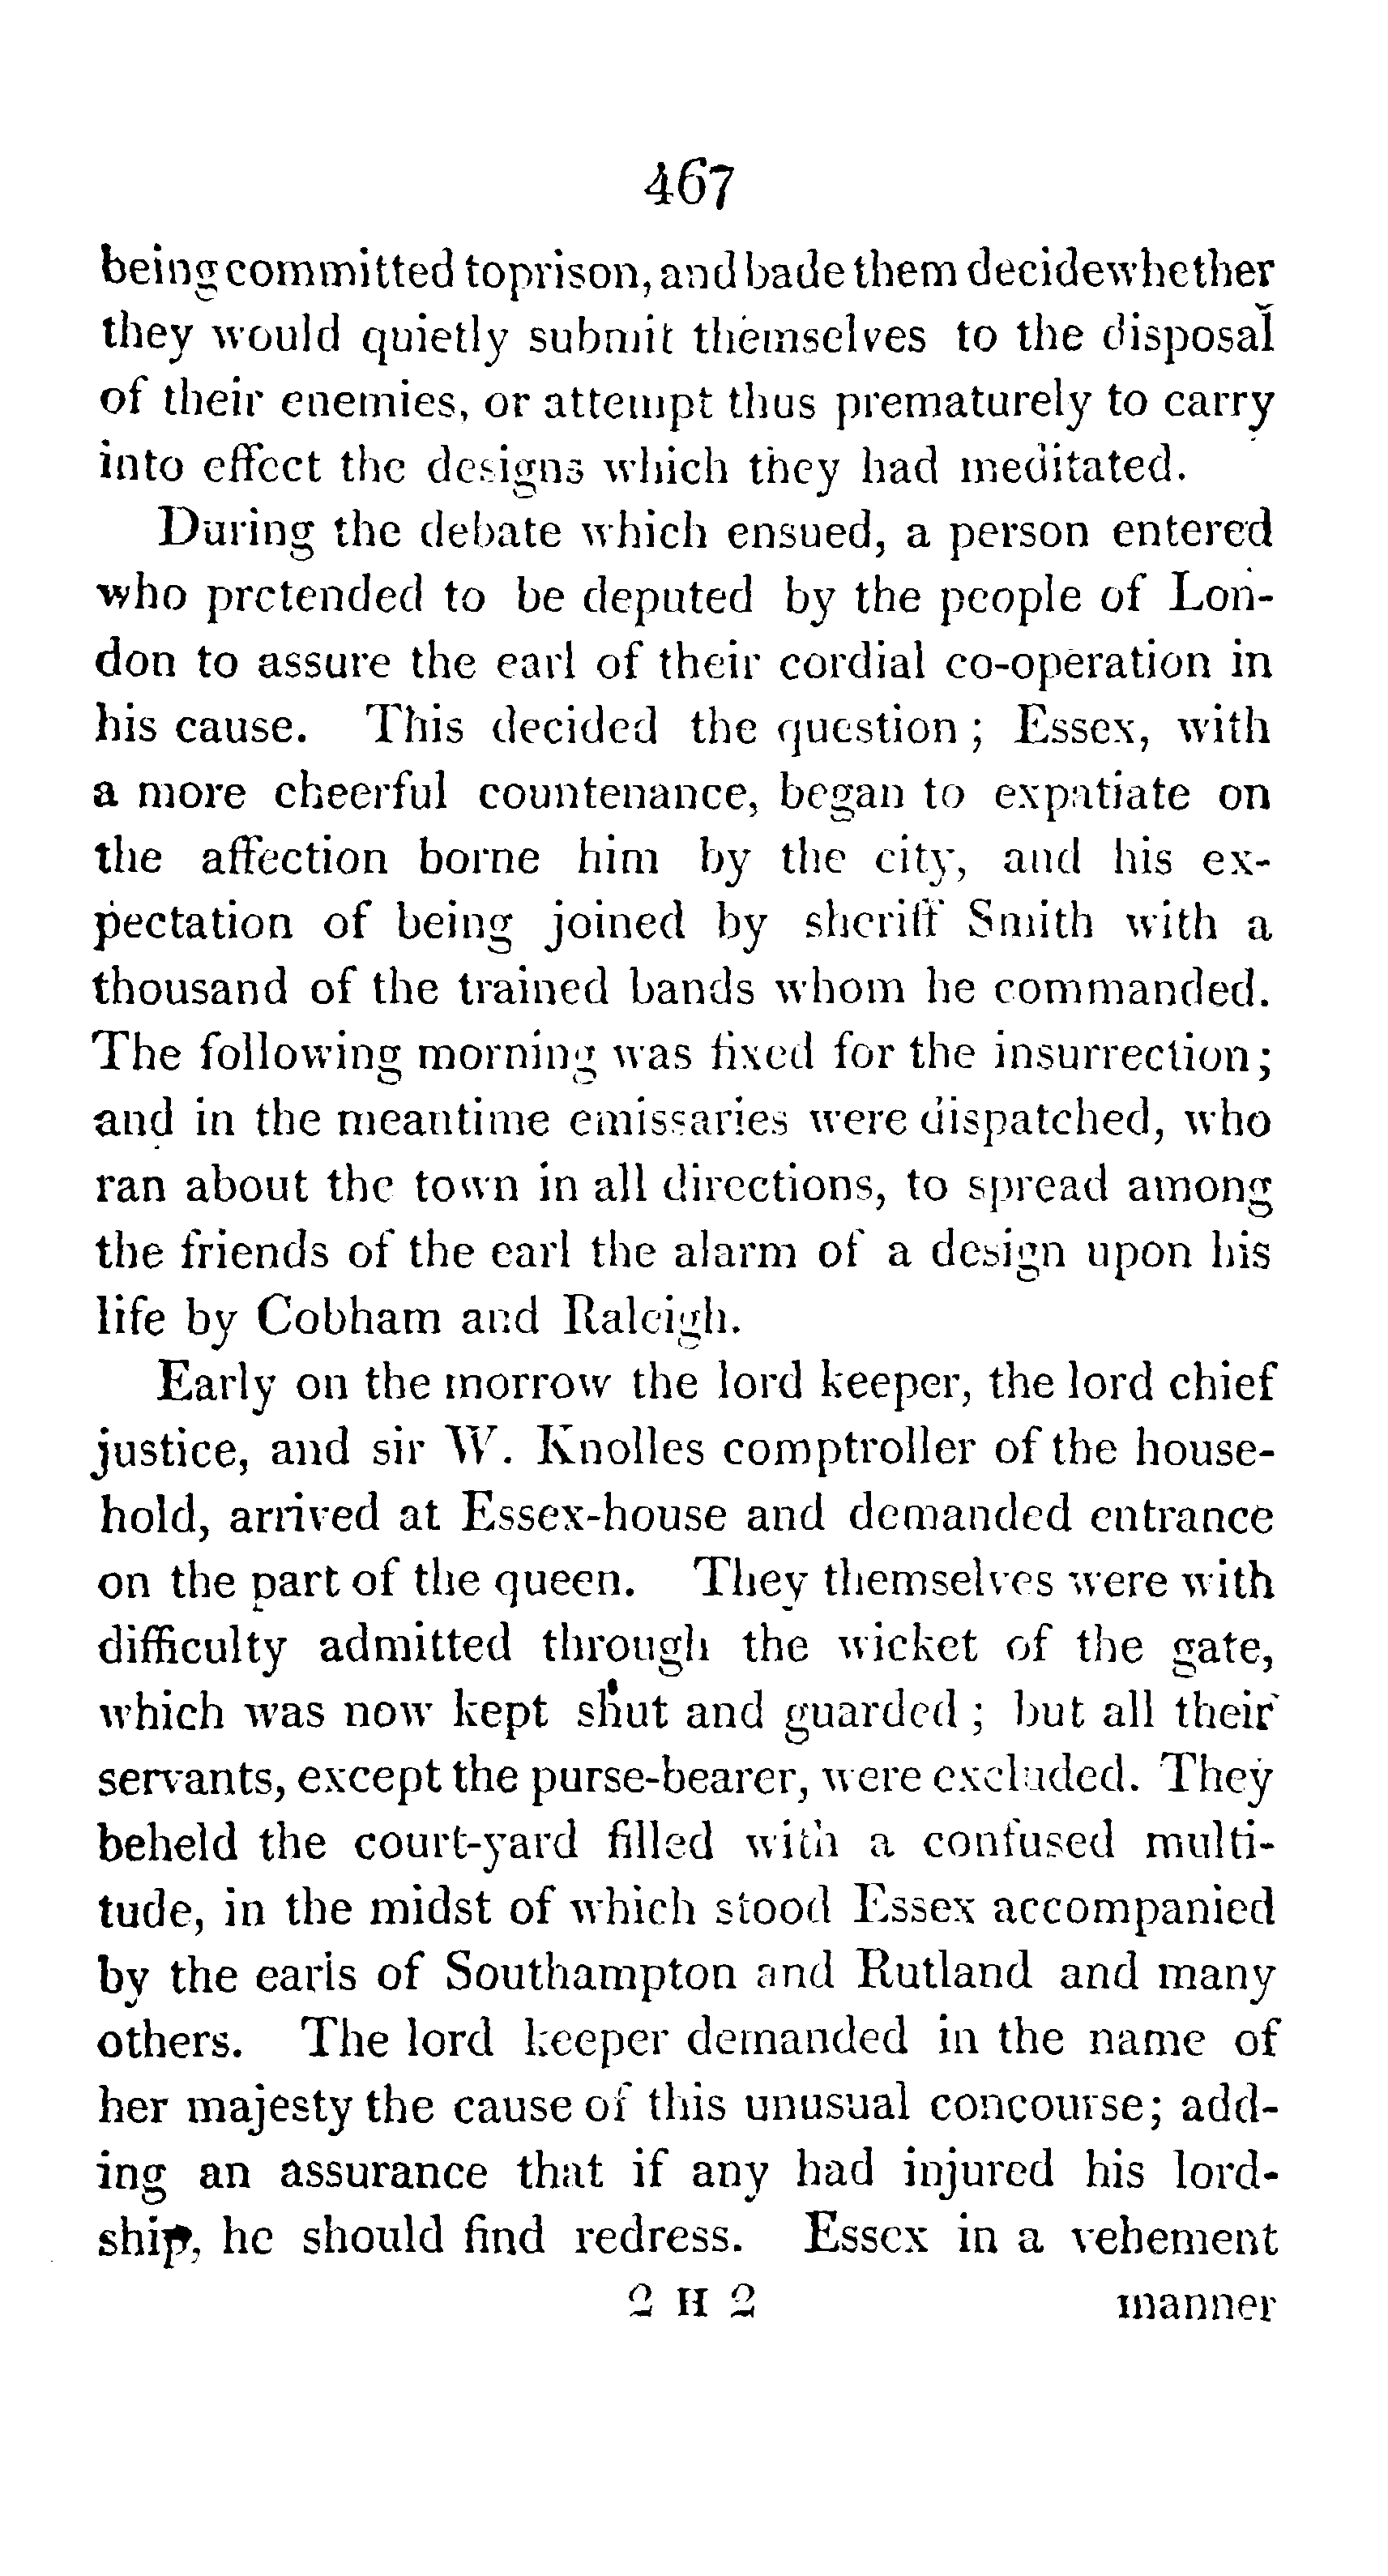 467
being committed to prison, and bade them decide whether
they would quietly submit themselves to the disposal
of their enemies, or attempt thus prematurely to carry
into effect the designs which they had meditated.
During the debate which ensued, a person entered
who pretended to be deputed by the people of Lon-
don to assure the earl of their cordial co-operation in
his cause. This decided the question; Essex, with
a more cheerful countenance, began to expatiate on
the affection borne him by the city, and his ex-
pectation of being joined by sheriff Smith with a
thousand of the trained bands whom he commanded.
The following morning was fixed for the insurrection;
and in the meantime emissaries were dispatched, who
ran about the town in all directions, to spread among
the friends of the earl the alarm of a design upon his
life by Cobham and Raleigh.
Early on the morrow the lord keeper, the lord chief
justice, and sir W. Knolles comptroller of the house-
hold, arrived at Essex-house and demanded entrance
on the part of the queen. They themselves were with
difficulty admitted through the wicket of the gate,
which was now kept shut and guarded; but all their
servants, except the purse-bearer, were excluded. They
beheld the court-yard filled with a confused multi-
tude, in the midst of which stood Essex accompanied
by the earls of Southampton and Rutland and many
others. The lord keeper demanded in the name of
her majesty the cause of this unusual concourse; add-
ing an assurance that if any had injured his lord-
ship, he should find redress. Essex in a vehement
2 H 2 manner